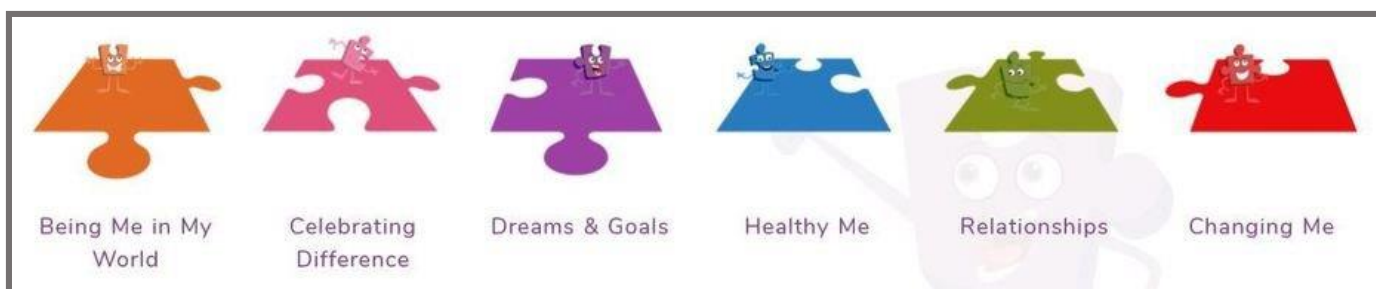 Being Me in My
World
Celebrating
Difference
Dreams & Goals
Healthy Me
Relationships
Changing Me